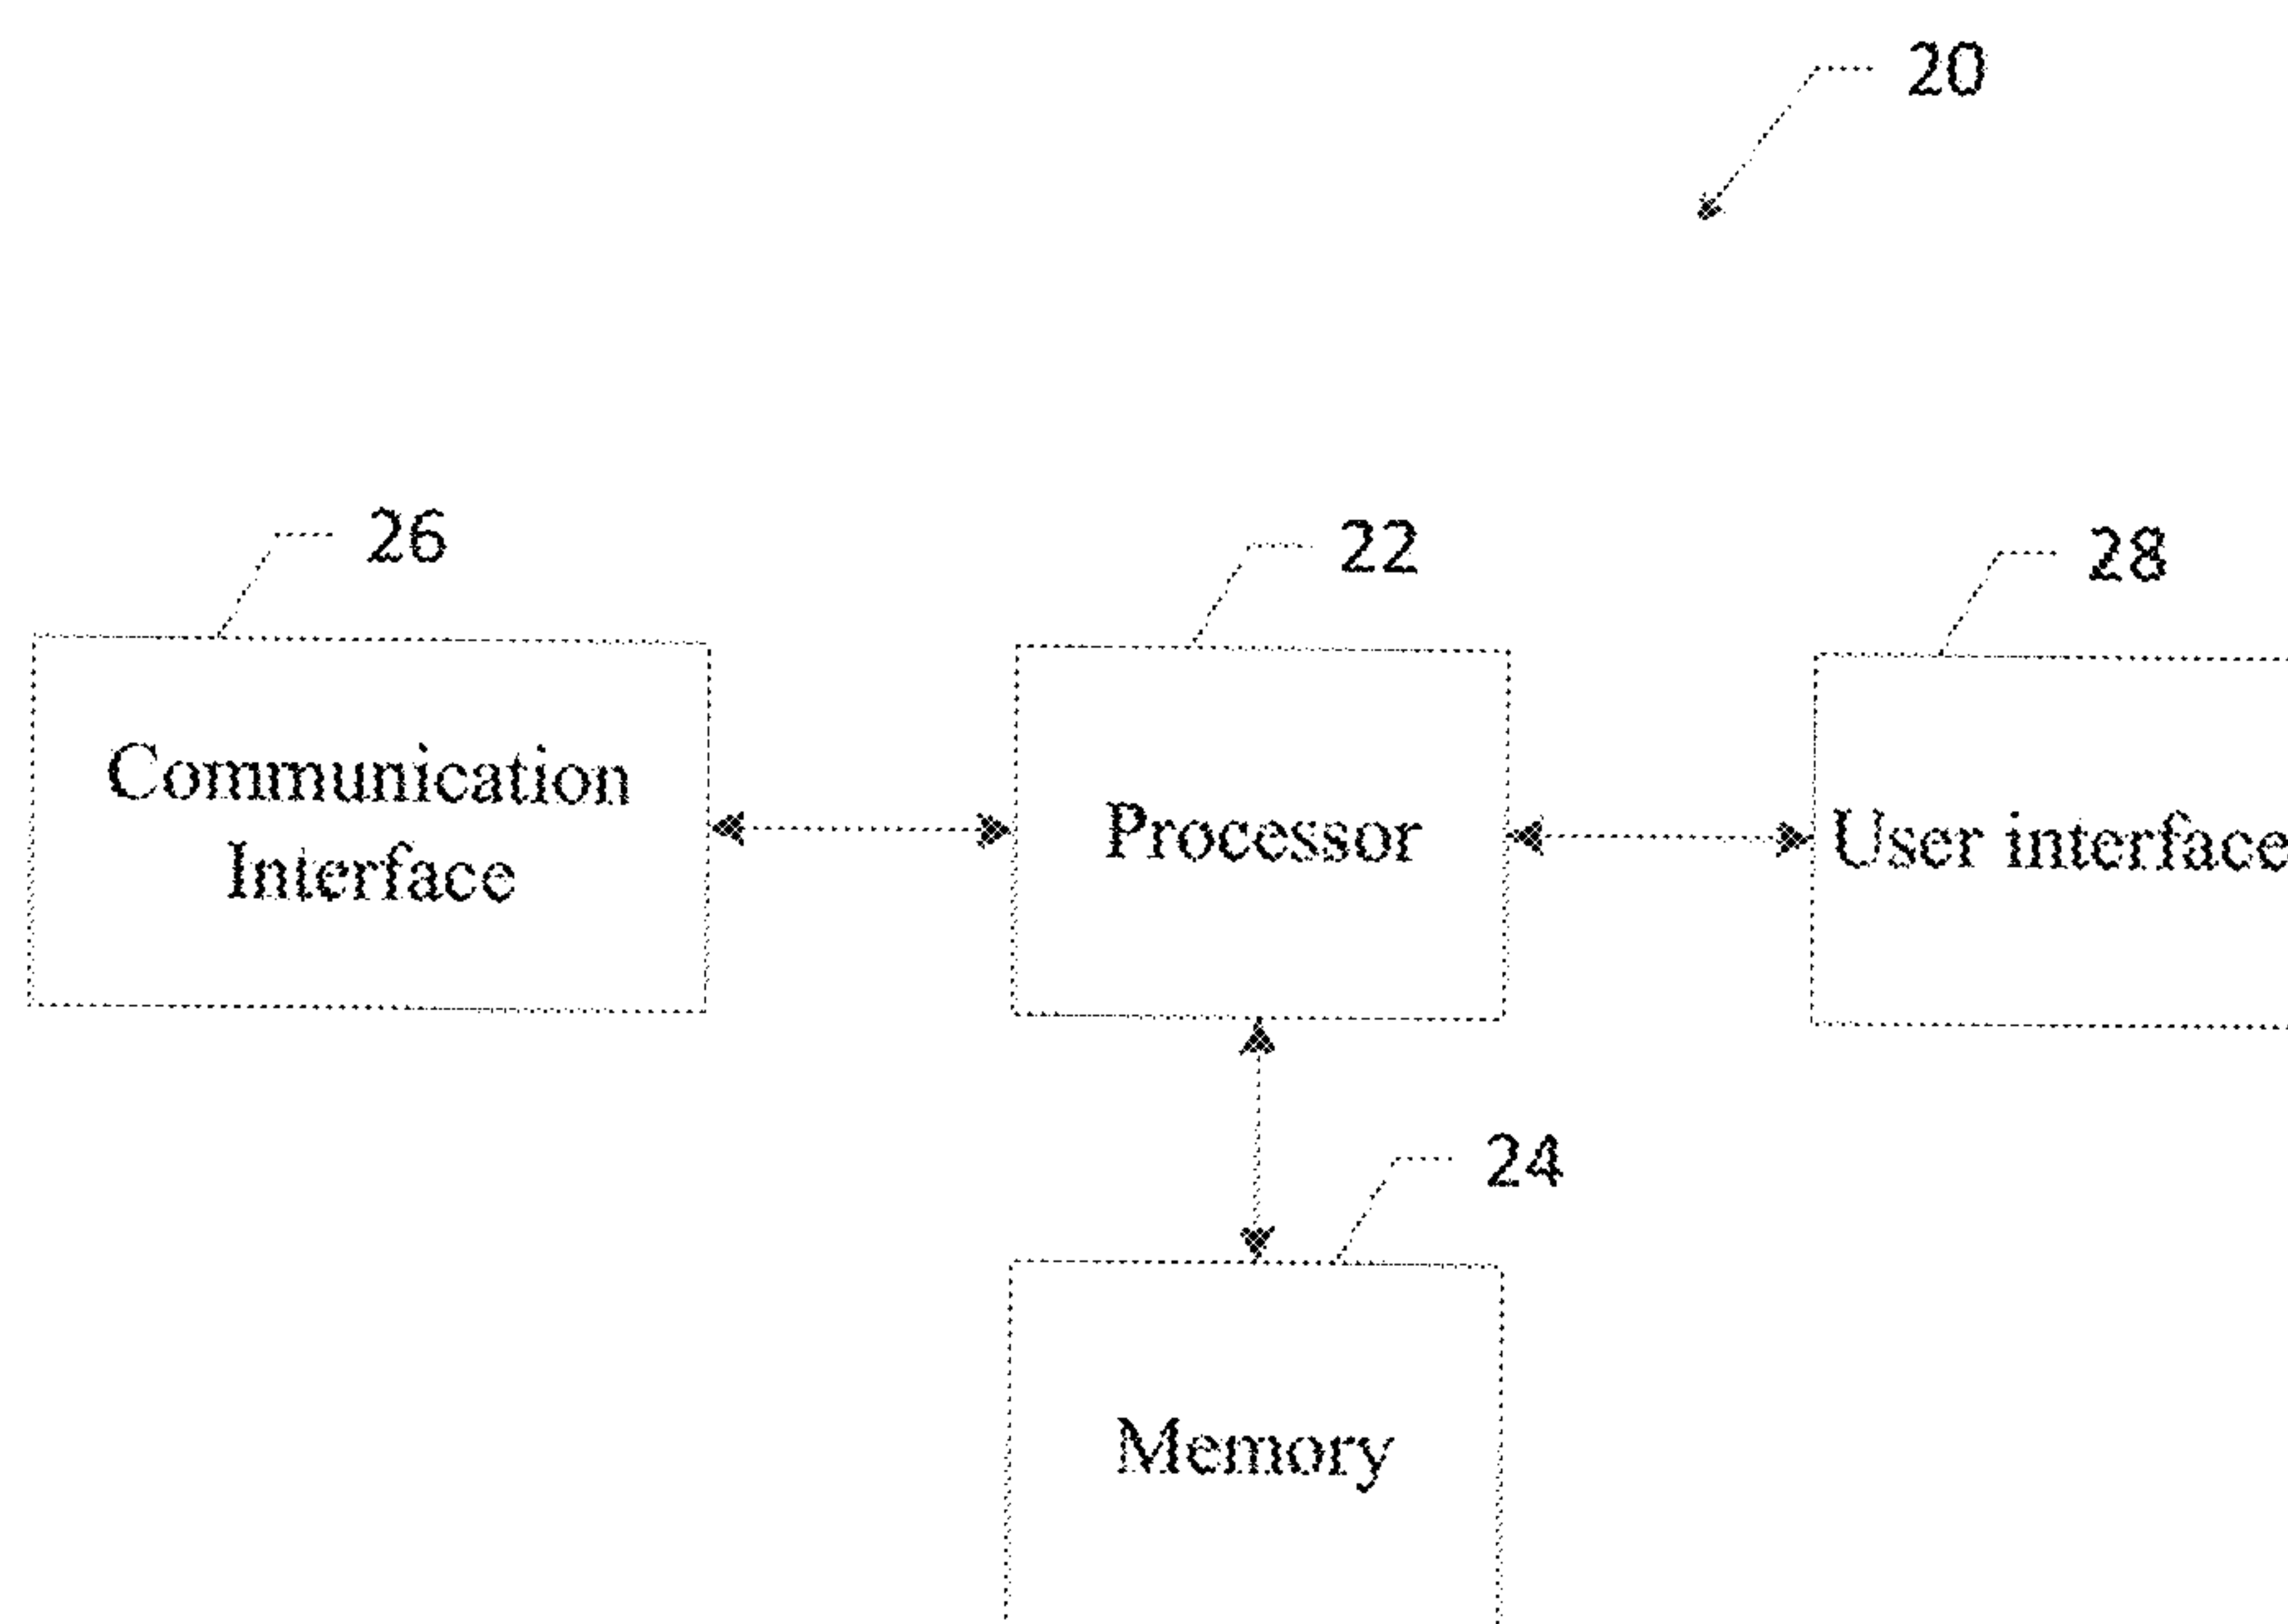 20
26
22
28
Communication
Interface
Processor
User interface
24
Memory